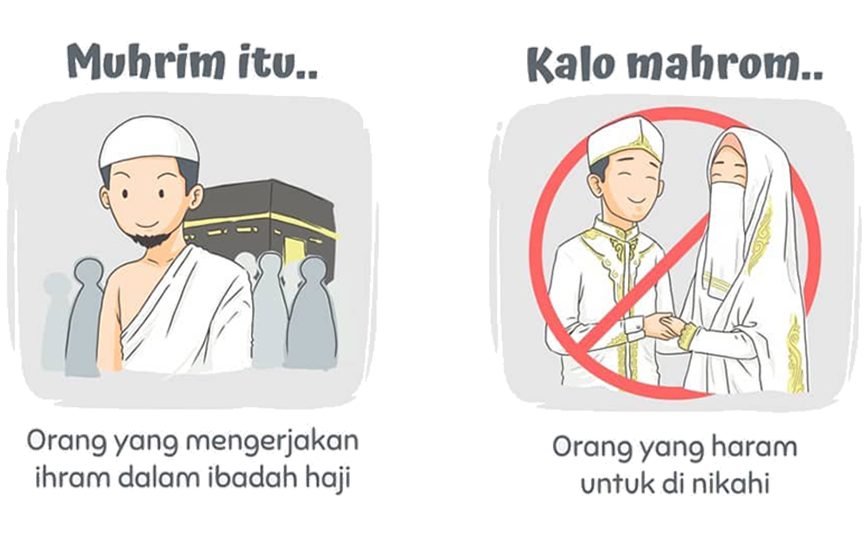 Muhrim itu..
Orang yang mengerjakan
ihram dalam ibadah haji
Kalo mahrom..
Orang yang haram
untuk di nikahi